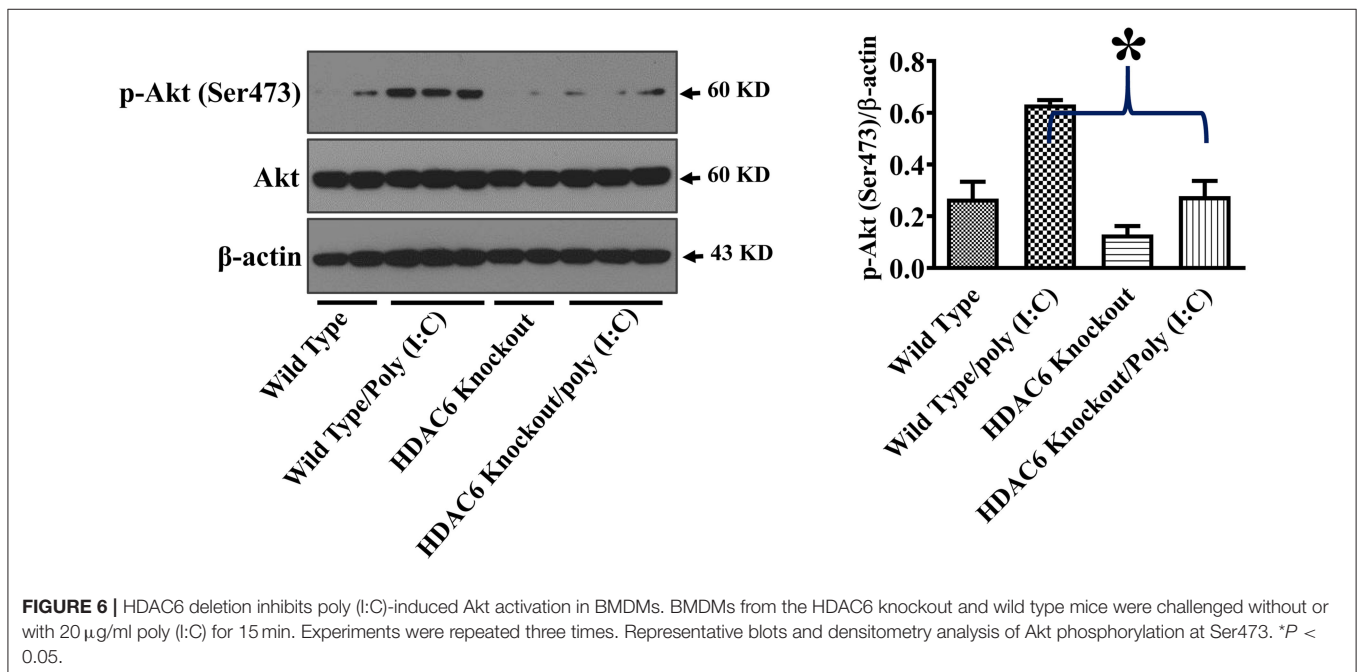 p-Akt (Ser473)
60 KD
Akt
60 KD
β-actin
43 KD
Wild Type
Wild Type/Poly (I:C)
HDAC6 Knockout
HDAC6 Knockout/poly (I:C)
*
p-Akt (Ser473)/β-actin
0.8
0.6
0.4
0.2
0.0
Wild Type
Wild Type/poly (I:C)
HDAC6 Knockout
HDAC6 Knockout/Poly (I:C)
FIGURE 6 | HDAC6 deletion inhibits poly (I:C)-induced Akt activation in BMDMs. BMDMs from the HDAC6 knockout and wild type mice were challenged without or
with 20 μg/ml poly (I:C) for 15 min. Experiments were repeated three times. Representative blots and densitometry analysis of Akt phosphorylation at Ser473. *P <
0.05.